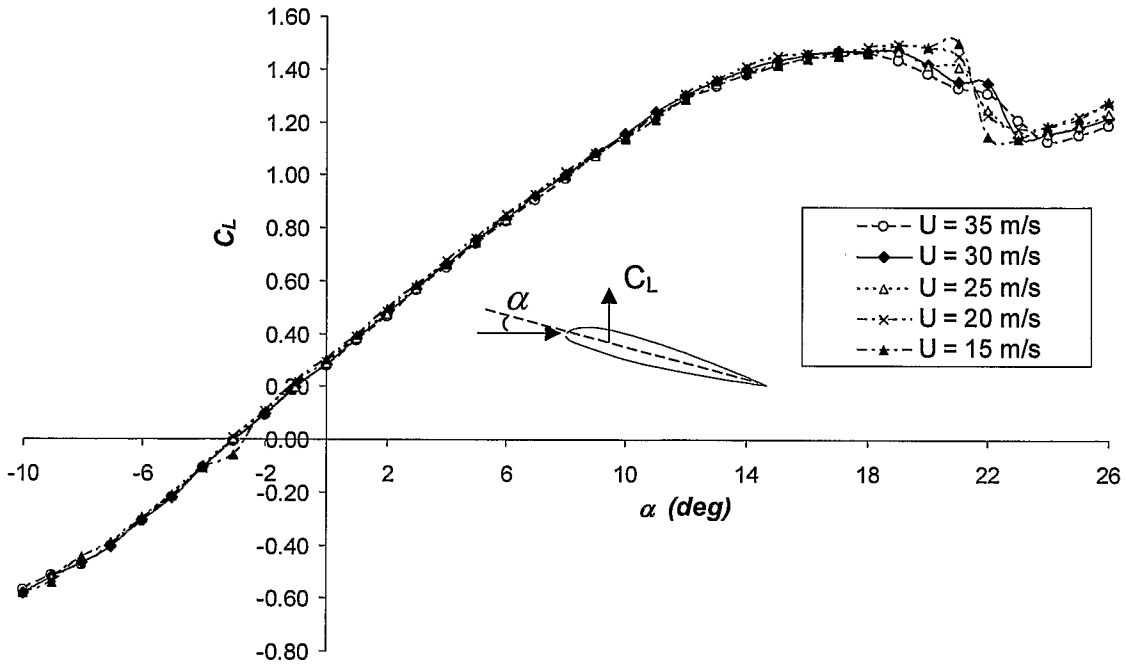 1.60
1.40
1.20
1.00
0.80
0.60
0.40
0.20
0.00
-0.20
-0.40
-0.60
-0.80
C_L
-10
-6
-2
2
6
10
14
18
22
26
α (deg)
α
C_L
U = 35 m/s
U = 30 m/s
U = 25 m/s
U = 20 m/s
U = 15 m/s